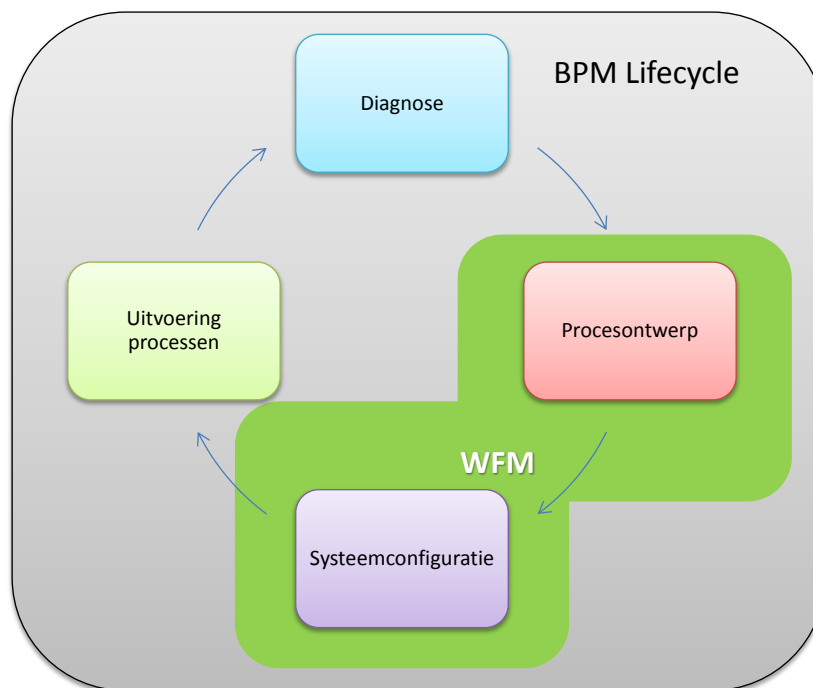 BPM Lifecycle
Diagnose
Uitvoering
processen
Procesontwerp
WFM
Systeemconfiguratie